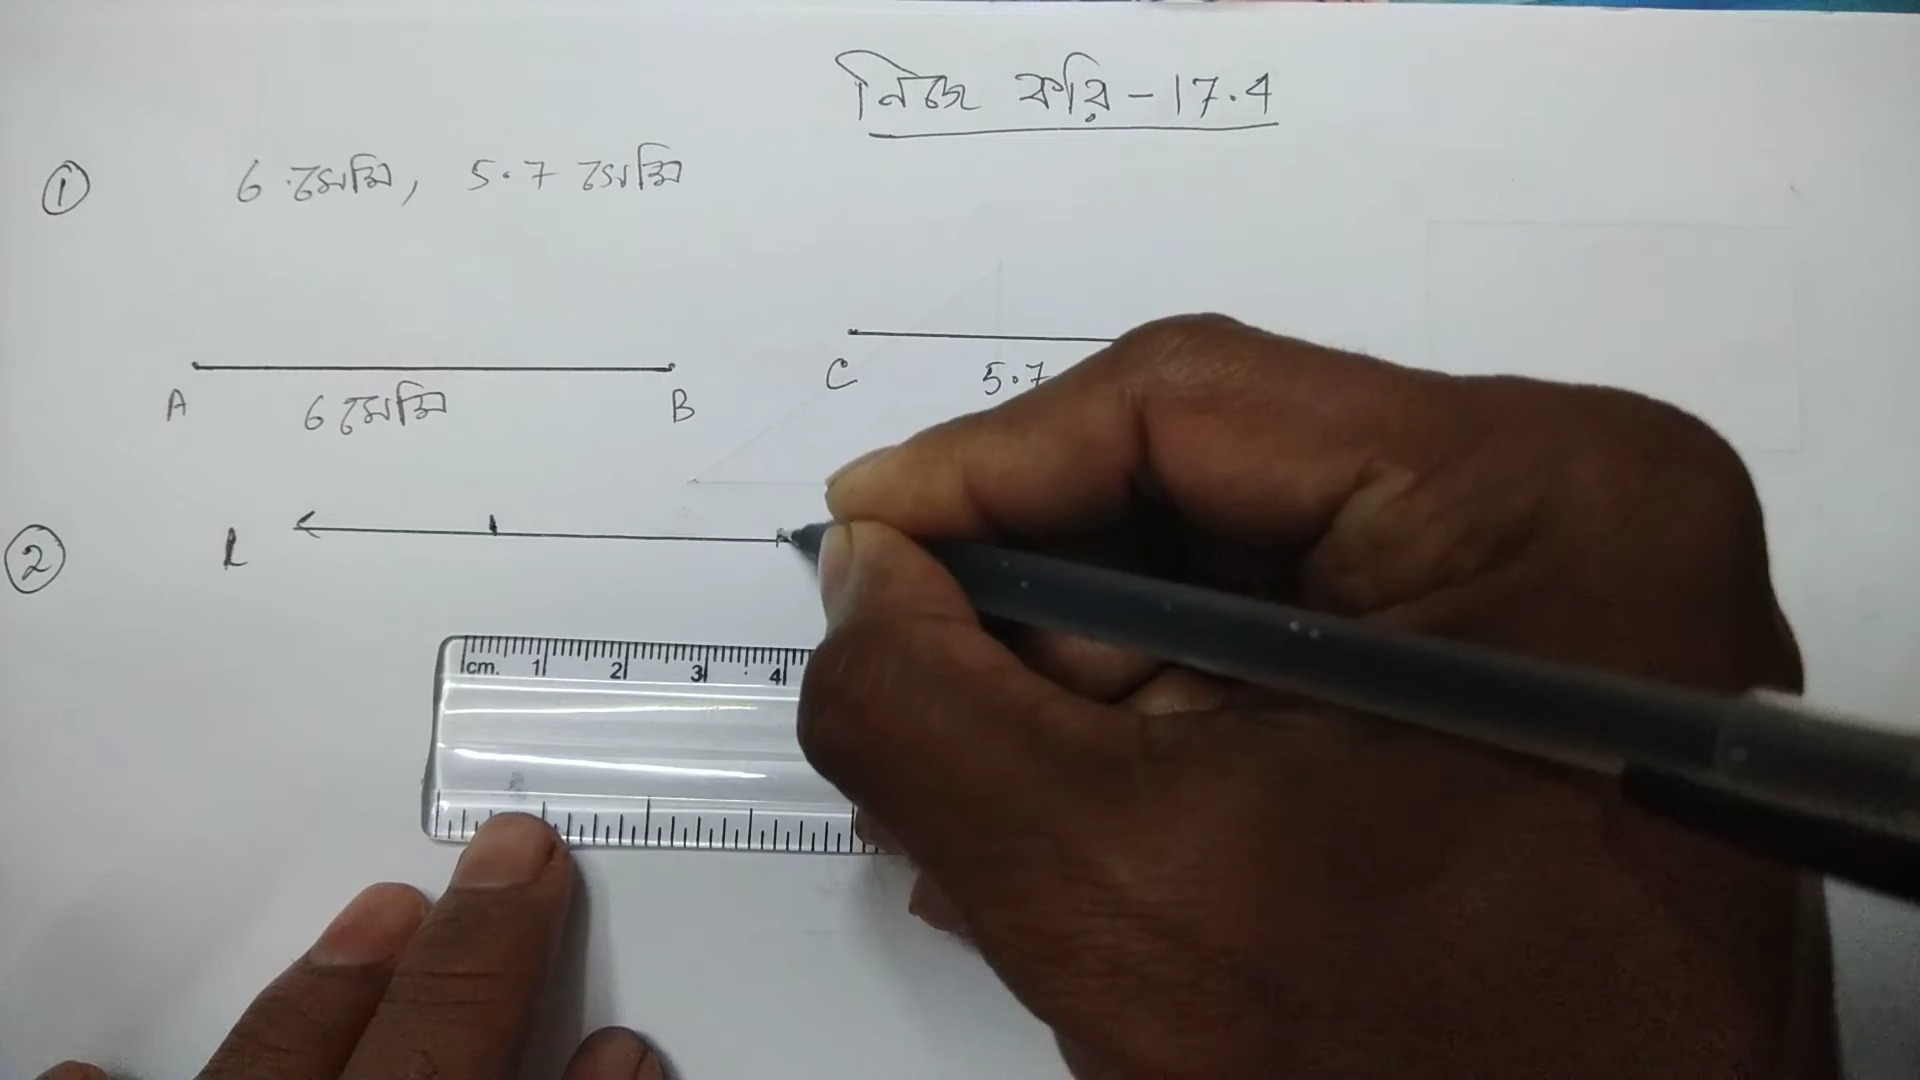 নিজে করি - 17.4
① 6 সেমি, 5.7 সেমি
A 6 সেমি B
C 5.7
② L
cm. 1 2 3 4